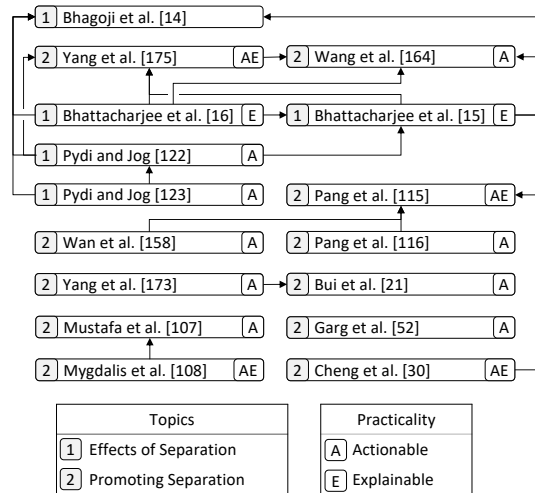 1 Bhagoji et al. [14]
2 Yang et al. [175] AE 2 Wang et al. [164] A
1 Bhattacharjee et al. [16] E 1 Bhattacharjee et al. [15] E
1 Pydi and Jog [122] A
1 Pydi and Jog [123] A 2 Pang et al. [115] AE
2 Wan et al. [158] A 2 Pang et al. [116] A
2 Yang et al. [173] A 2 Bui et al. [21] A
2 Mustafa et al. [107] A 2 Garg et al. [52] A
2 Mygdalis et al. [108] AE 2 Cheng et al. [30] AE
Topics Practicality
1 Effects of Separation A Actionable
2 Promoting Separation E Explainable